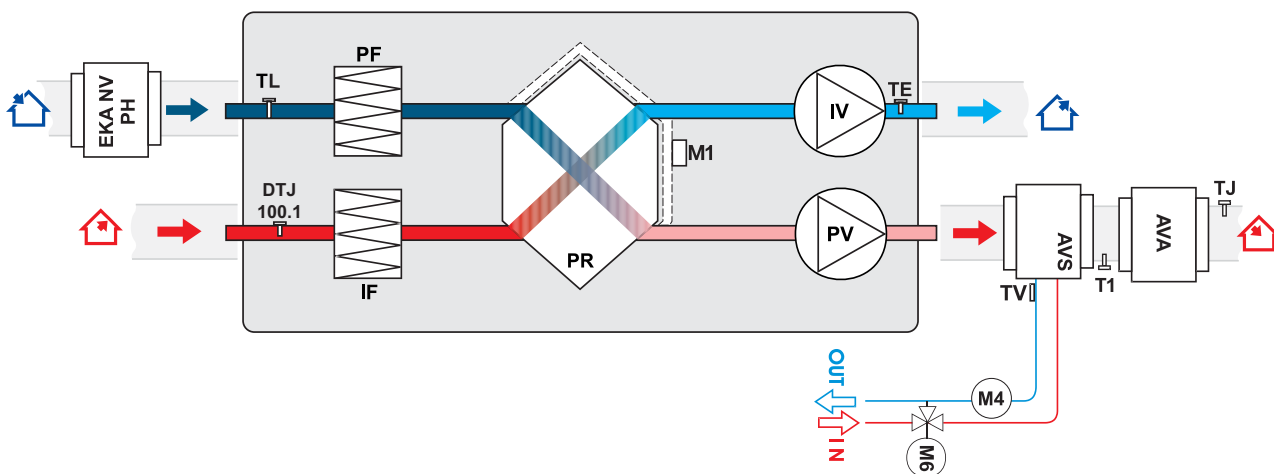 EKA NV
PH
TL
PF
DTJ
100.1
IF
PR
M1
IV
TE
PV
AVS
TV
T1
AVA
TJ
OUT
IN
M4
M6